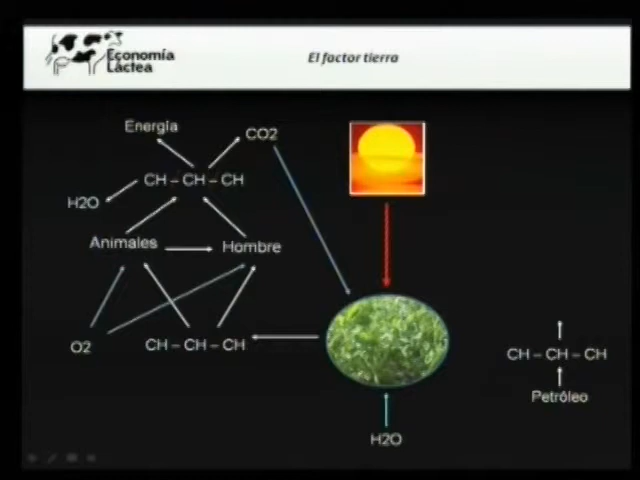 Economía
Láctea
El factor tierra
Energía
CO2
CH – CH – CH
H2O
Animales
Hombre
O2
CH – CH – CH
CH – CH – CH
Petróleo
H2O